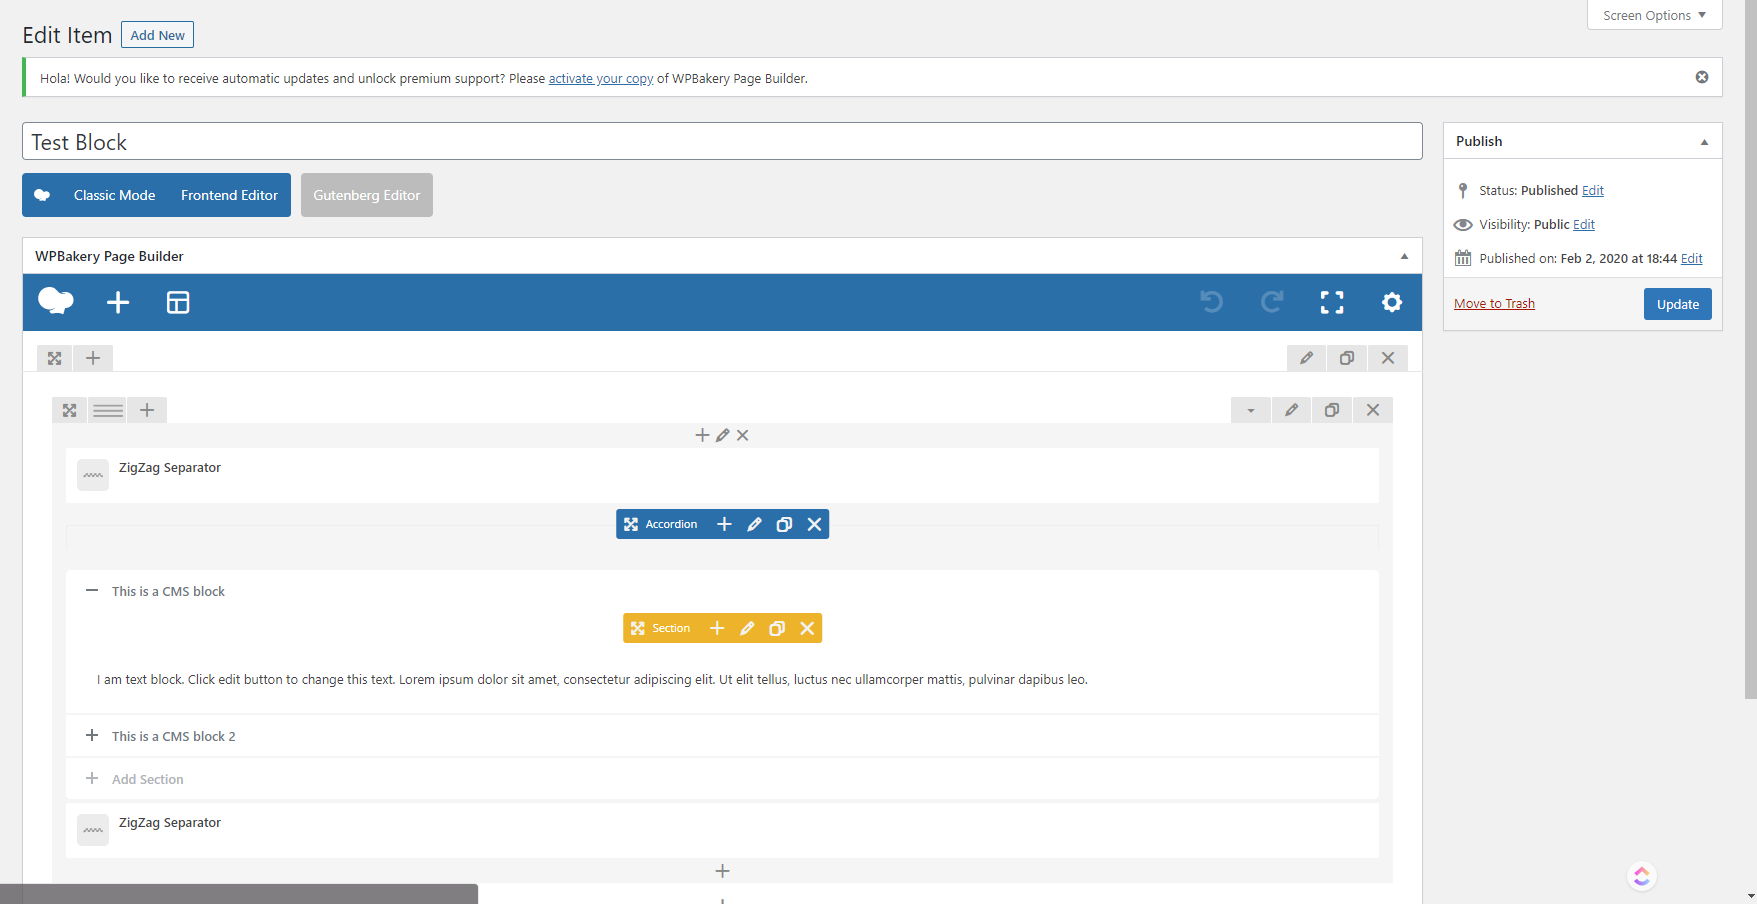 Screen Options
Edit Item Add New
Hola! Would you like to receive automatic updates and unlock premium support? Please activate your copy of WPBakery Page Builder.
Test Block
Publish
Classic Mode Frontend Editor Gutenberg Editor
Status: Published Edit
Visibility: Public Edit
Published on: Feb 2, 2020 at 18:44 Edit
Move to Trash Update
WPBakery Page Builder
ZigZag Separator
Accordion
This is a CMS block
Section
I am text block. Click edit button to change this text. Lorem ipsum dolor sit amet, consectetur adipiscing elit. Ut elit tellus, luctus nec ullamcorper mattis, pulvinar dapibus leo.
This is a CMS block 2
Add Section
ZigZag Separator